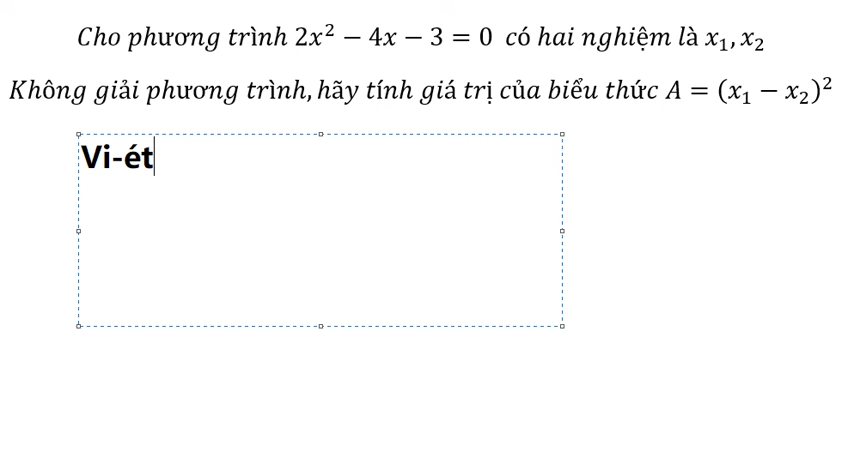 Cho phương trình 2x² − 4x − 3 = 0 có hai nghiệm là x₁, x₂
Không giải phương trình, hãy tính giá trị của biểu thức A = (x₁ − x₂)²
Vi-ét